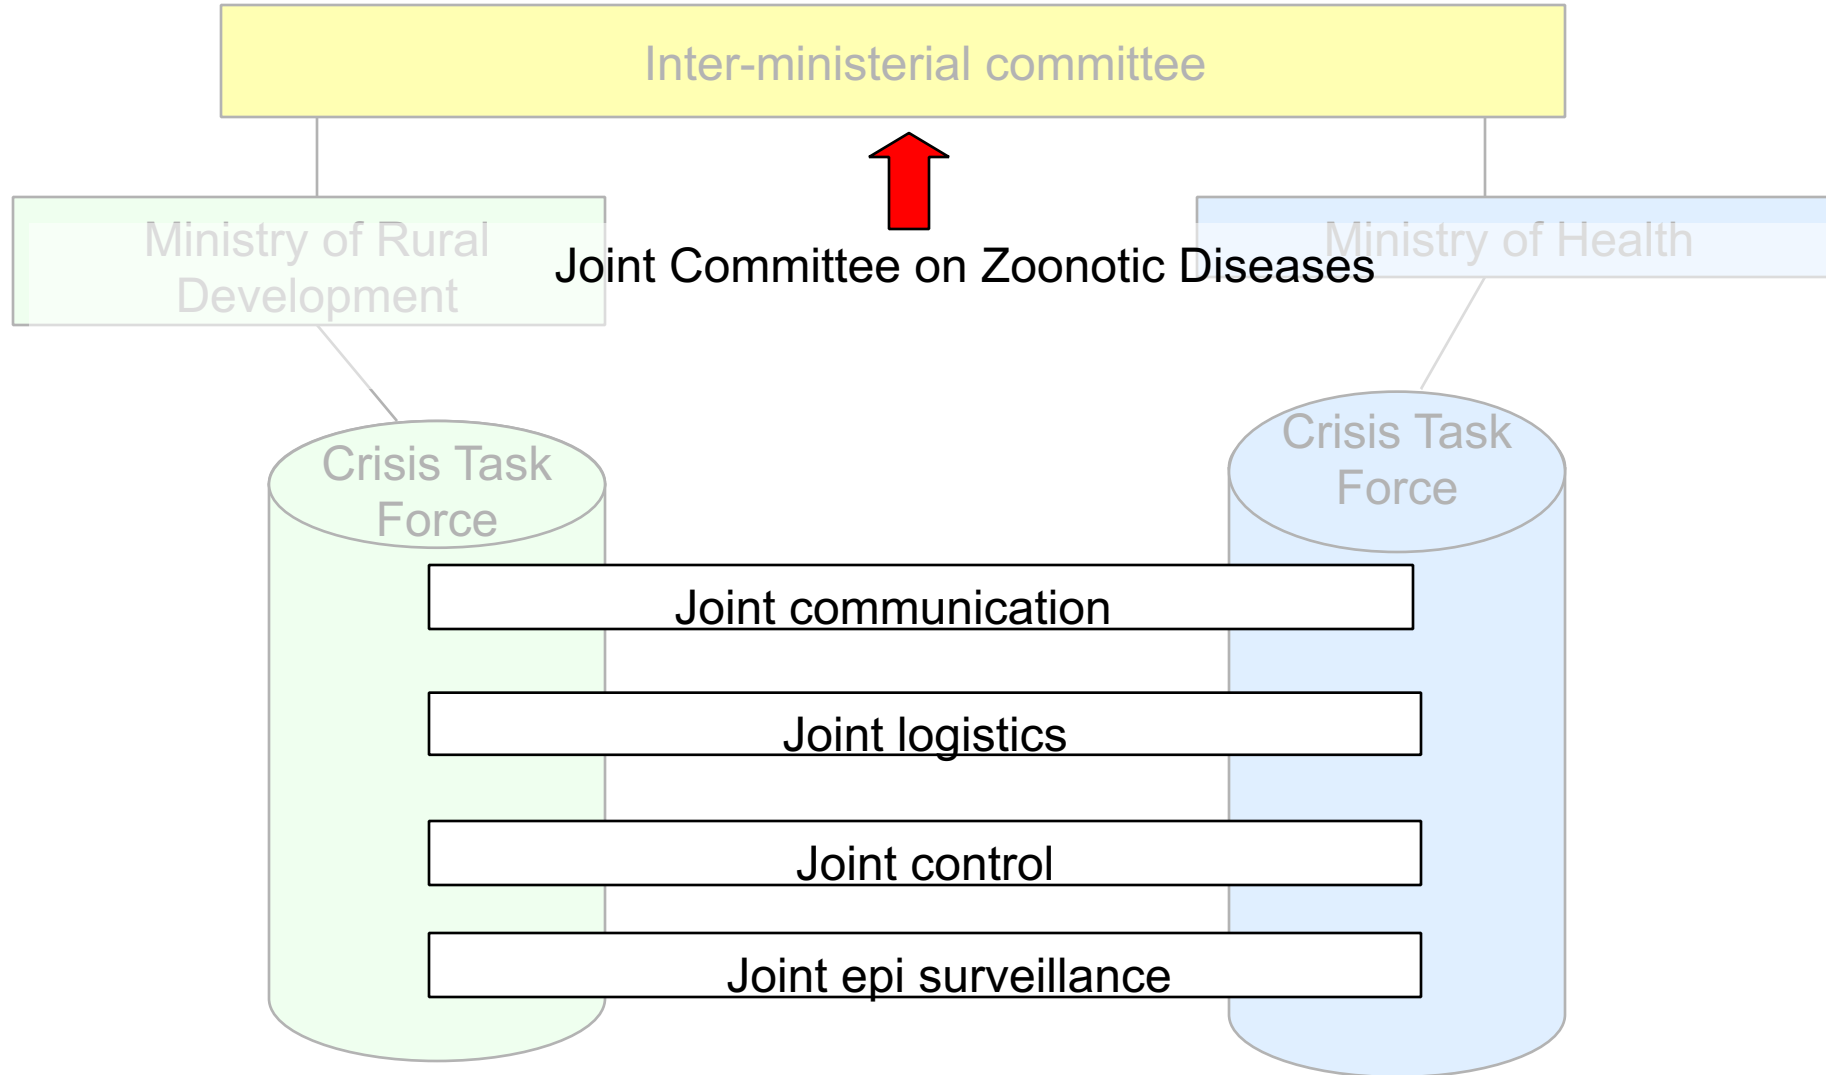 Inter-ministerial committee
Ministry of Rural
Development
Joint Committee on Zoonotic Diseases
Ministry of Health
Crisis Task
Force
Crisis Task
Force
Joint communication
Joint logistics
Joint control
Joint epi surveillance